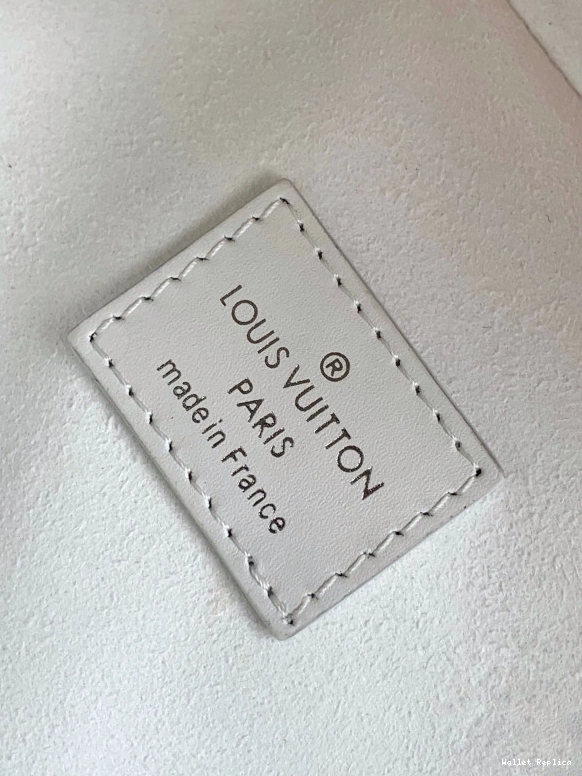 ®
LOUIS VUITTON
PARIS
made in France
Wallet Replica